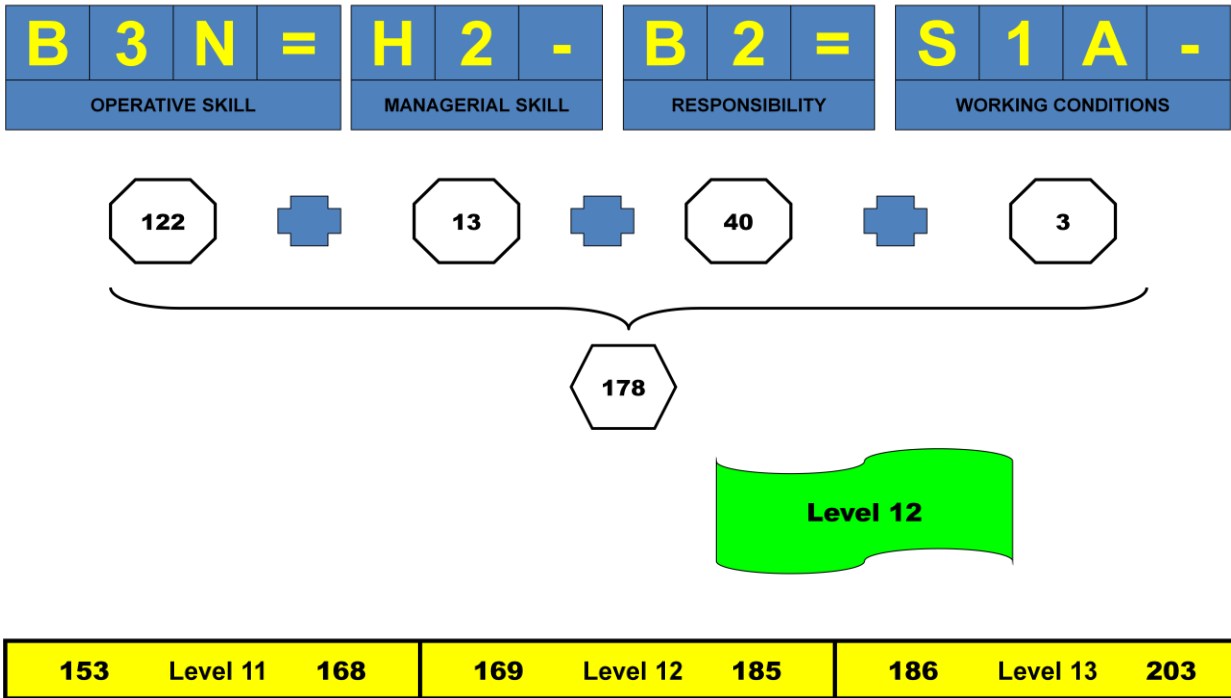 B 3 N = H 2 - B 2 = S 1 A -
OPERATIVE SKILL MANAGERIAL SKILL RESPONSIBILITY WORKING CONDITIONS
122 13 40 3
178
Level 12
153 Level 11 168 169 Level 12 185 186 Level 13 203